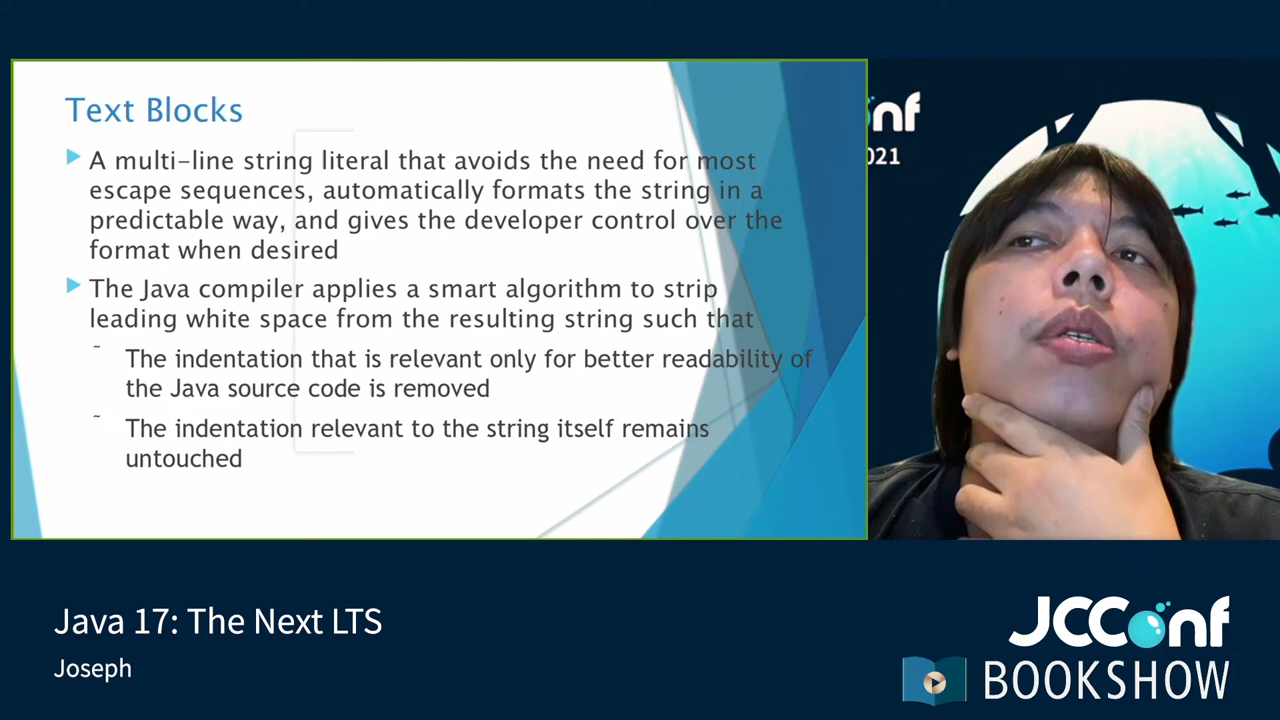 Text Blocks
A multi-line string literal that avoids the need for most
escape sequences, automatically formats the string in a
predictable way, and gives the developer control over the
format when desired
The Java compiler applies a smart algorithm to strip
leading white space from the resulting string such that
The indentation that is relevant only for better readability of
the Java source code is removed
The indentation relevant to the string itself remains
untouched
onf
021
Java 17: The Next LTS
Joseph
JCConf
BOOKSHOW